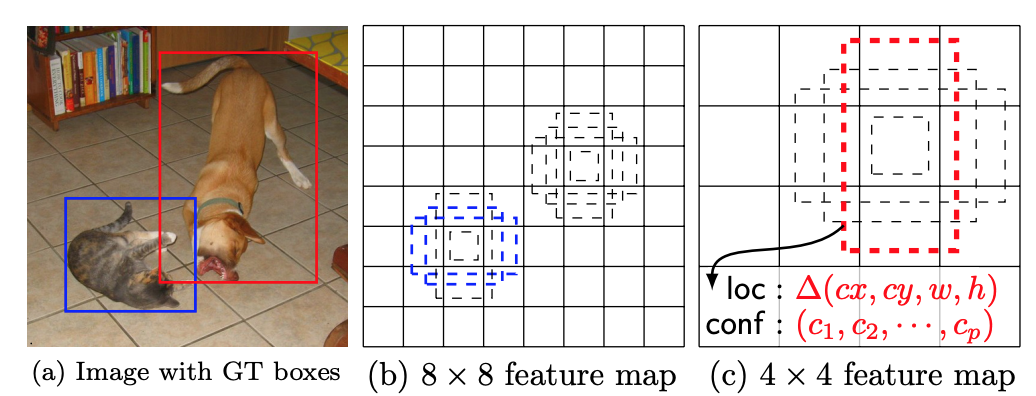 loc : Δ(cx, cy, w, h)
conf : (c₁, c₂, ⋯, cₚ)
(a) Image with GT boxes
(b) 8 × 8 feature map
(c) 4 × 4 feature map